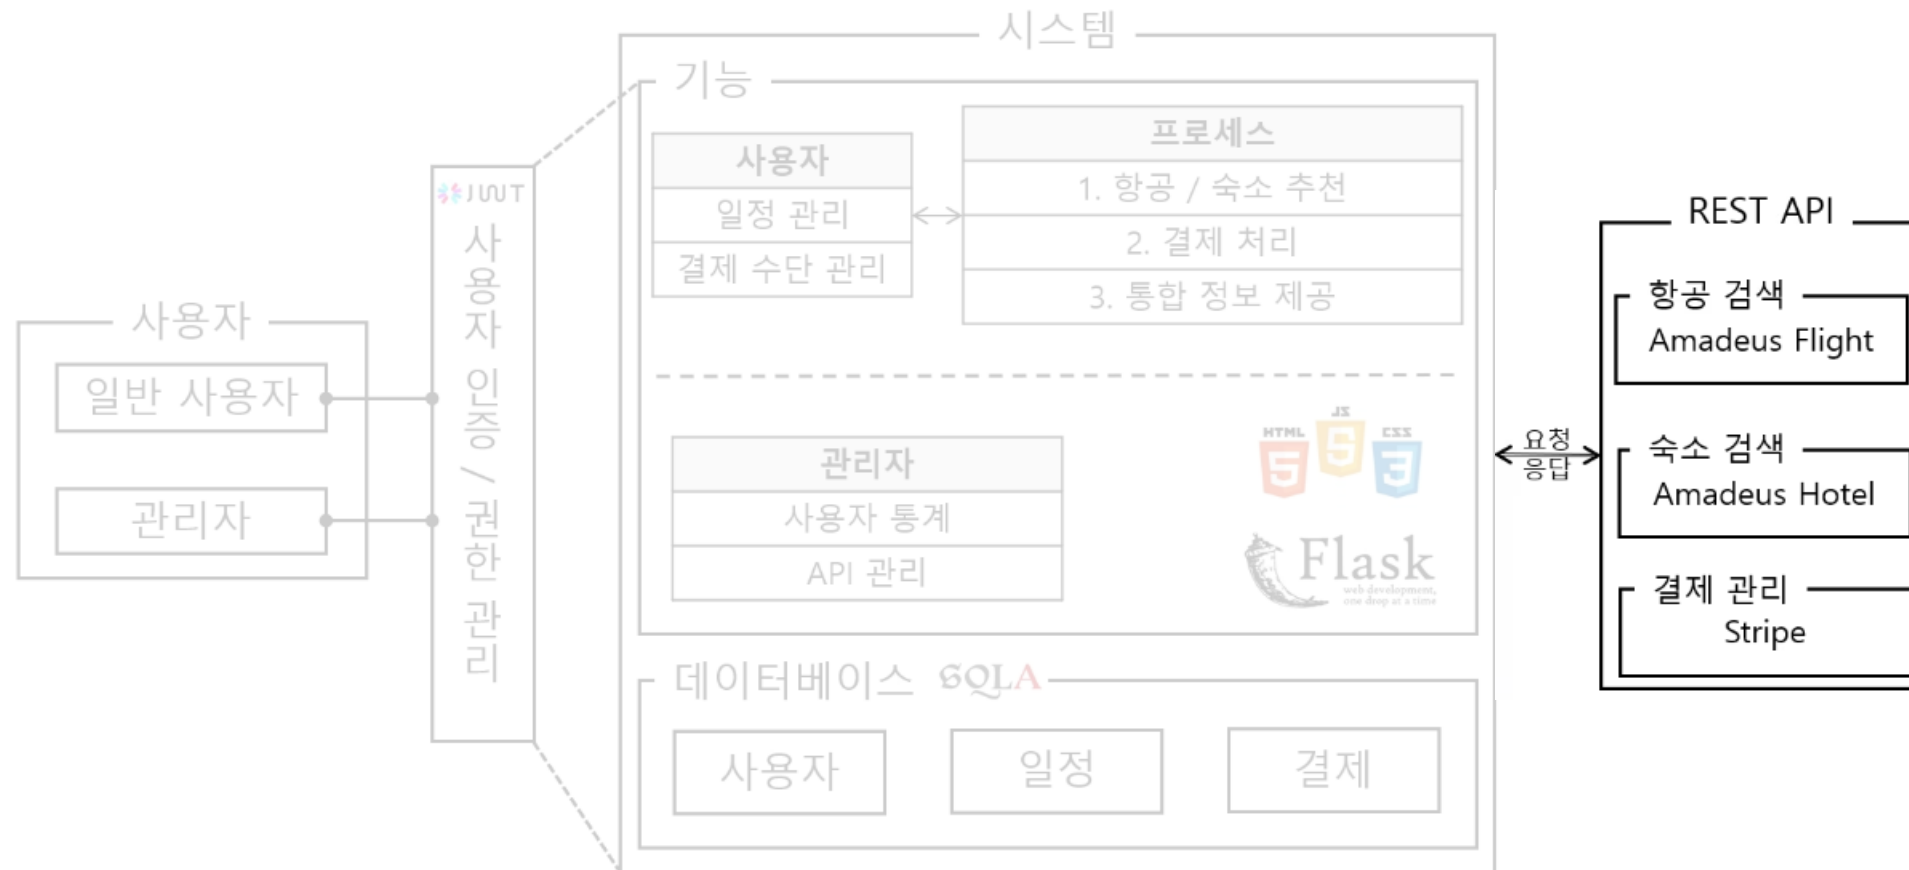 시스템
기능
사용자
일정 관리
결제 수단 관리
프로세스
1. 항공 / 숙소 추천
2. 결제 처리
3. 통합 정보 제공
JWT
사용자 인증 / 권한 관리
사용자
일반 사용자
관리자
관리자
사용자 통계
API 관리
HTML
JS
CSS
5
5
3
Flask
web development,
one drop at a time
데이터베이스 SQLA
사용자
일정
결제
요청
응답
REST API
항공 검색
Amadeus Flight
숙소 검색
Amadeus Hotel
결제 관리
Stripe